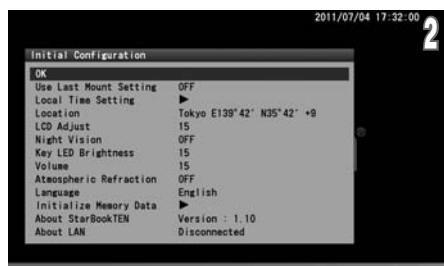 2011/07/04 17:32:00
2
Initial Configuration
OK
Use Last Mount Setting OFF
Local Time Setting ▶
Location Tokyo E139°42′ N35°42′ +9
LCD Adjust 15
Night Vision OFF
Key LED Brightness 15
Volume 15
Atmospheric Refraction OFF
Language English
Initialize Memory Data ▶
About StarBookTEN Version : 1.10
About LAN Disconnected